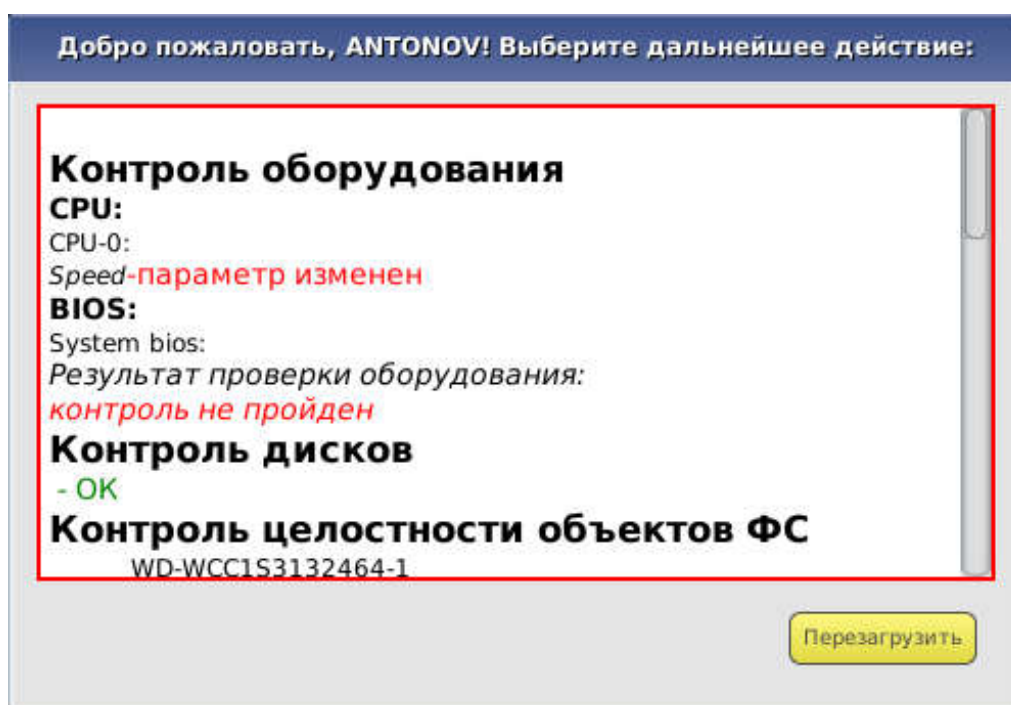 Добро пожаловать, ANTONOV! Выберите дальнейшее действие:
Контроль оборудования
CPU:
CPU-0:
Speed-параметр изменен
BIOS:
System bios:
Результат проверки оборудования:
контроль не пройден
Контроль дисков
- OK
Контроль целостности объектов ФС
WD-WCC1S3132464-1
Перезагрузить